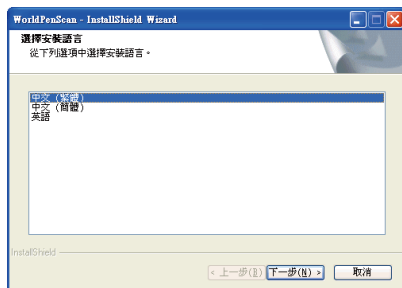 WorldPenScan - InstallShield Wizard
選擇安裝語言
從下列選項中選擇安裝語言。
中文 (繁體)
中文 (簡體)
英語
InstallShield
< 上一步(B) 下一步(N) > 取消